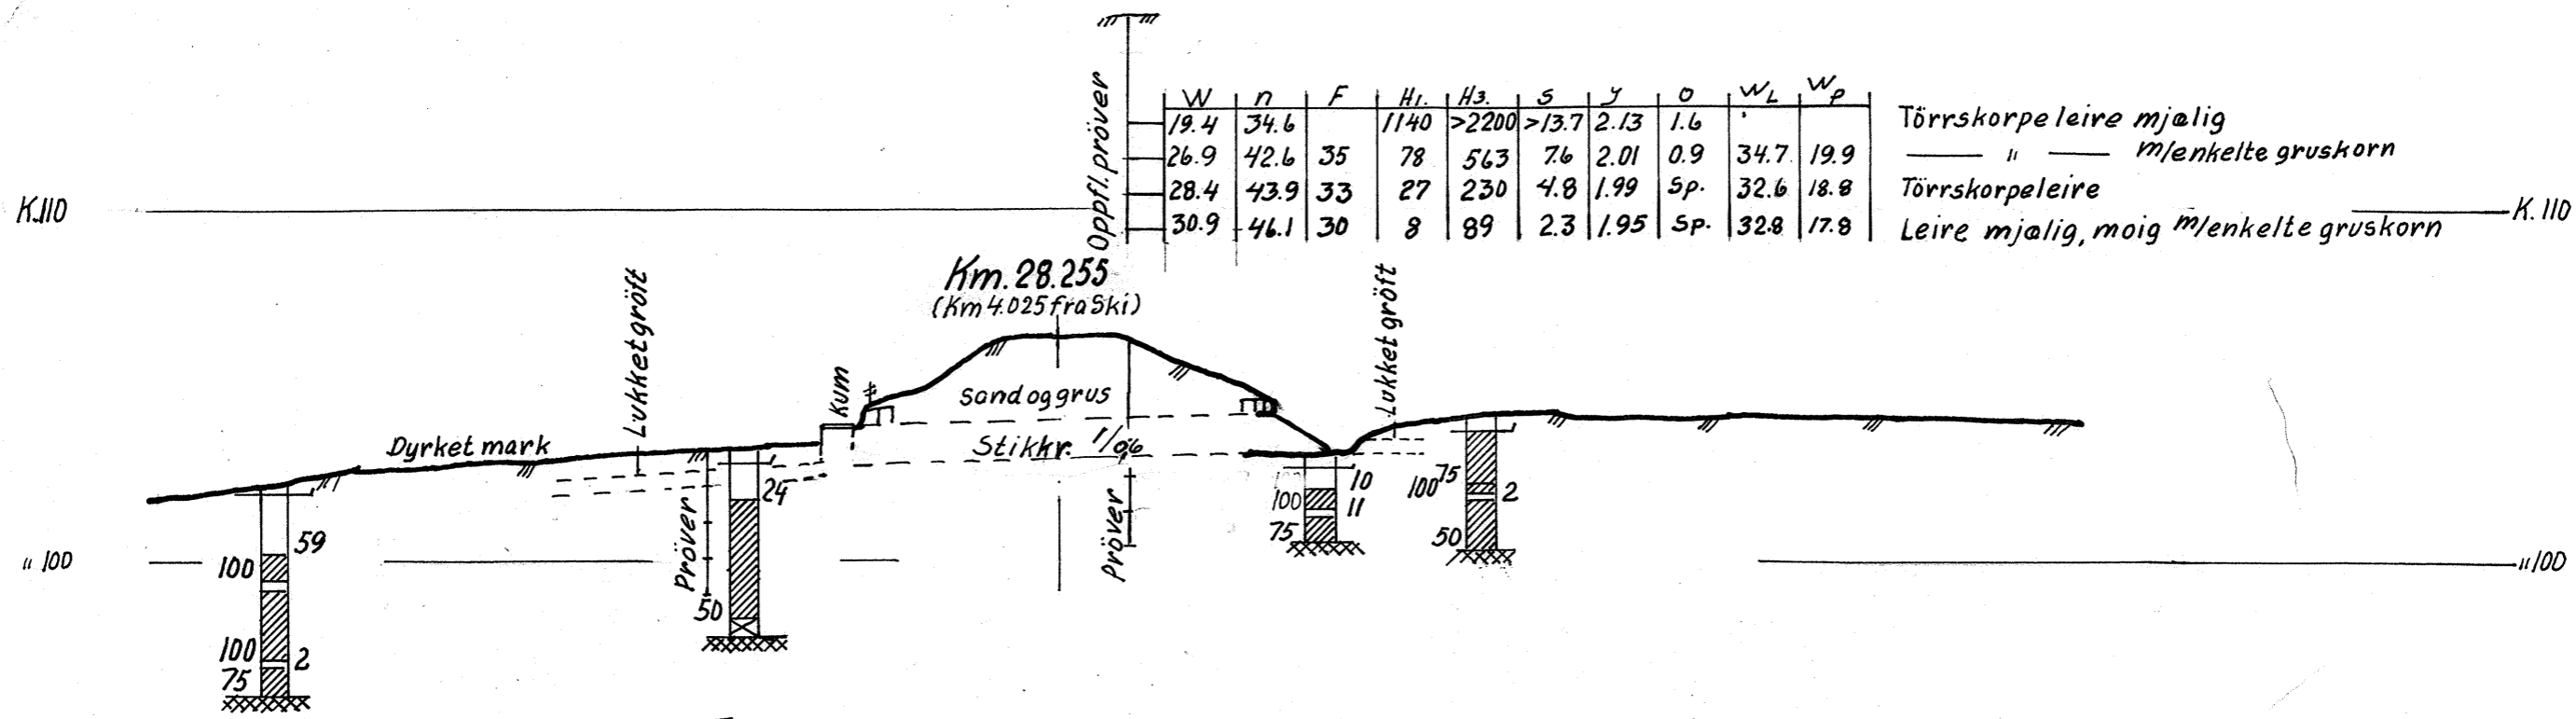 Oppfl. pröver
W n F H1. H3. S γ O WL Wp
19.4 34.6 1140 >2200 >13.7 2.13 1.6 Törrskorpeleire mjælig
26.9 42.6 35 78 563 7.6 2.01 0.9 34.7 19.9 —— " —— m/enkelte gruskorn
28.4 43.9 33 27 230 4.8 1.99 Sp. 32.6 18.8 Törrskorpeleire
30.9 46.1 30 8 89 2.3 1.95 Sp. 32.8 17.8 Leire mjælig, moig m/enkelte gruskorn
K.110
K.110
Km. 28.255
(Km 4.025 fra Ski)
Lukket gröft
Kum
Lukket gröft
Sand og grus
Dyrket mark
Stikkr. 1/0,6
Pröver
Pröver
59
100
100
2
75
24
50
10
100
11
75
75
100
2
50
" 100
" 100